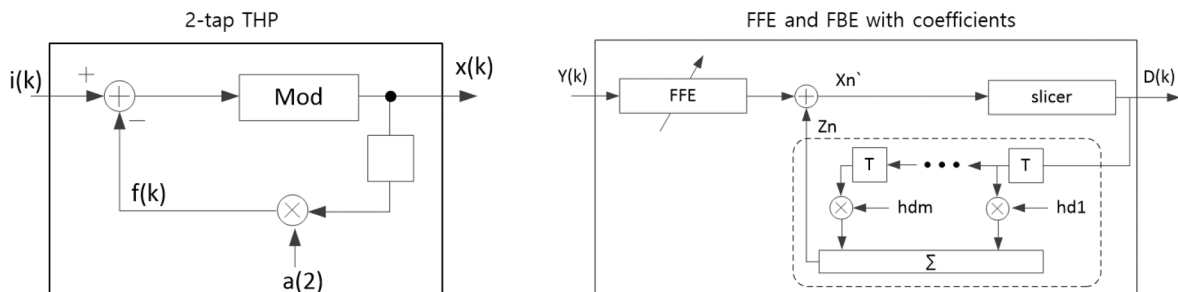 2-tap THP
i(k)
+
+
−
Mod
x(k)
f(k)
×
a(2)
FFE and FBE with coefficients
Y(k)
FFE
+
Xn`
slicer
D(k)
Zn
T
T
×
hdm
×
hd1
Σ